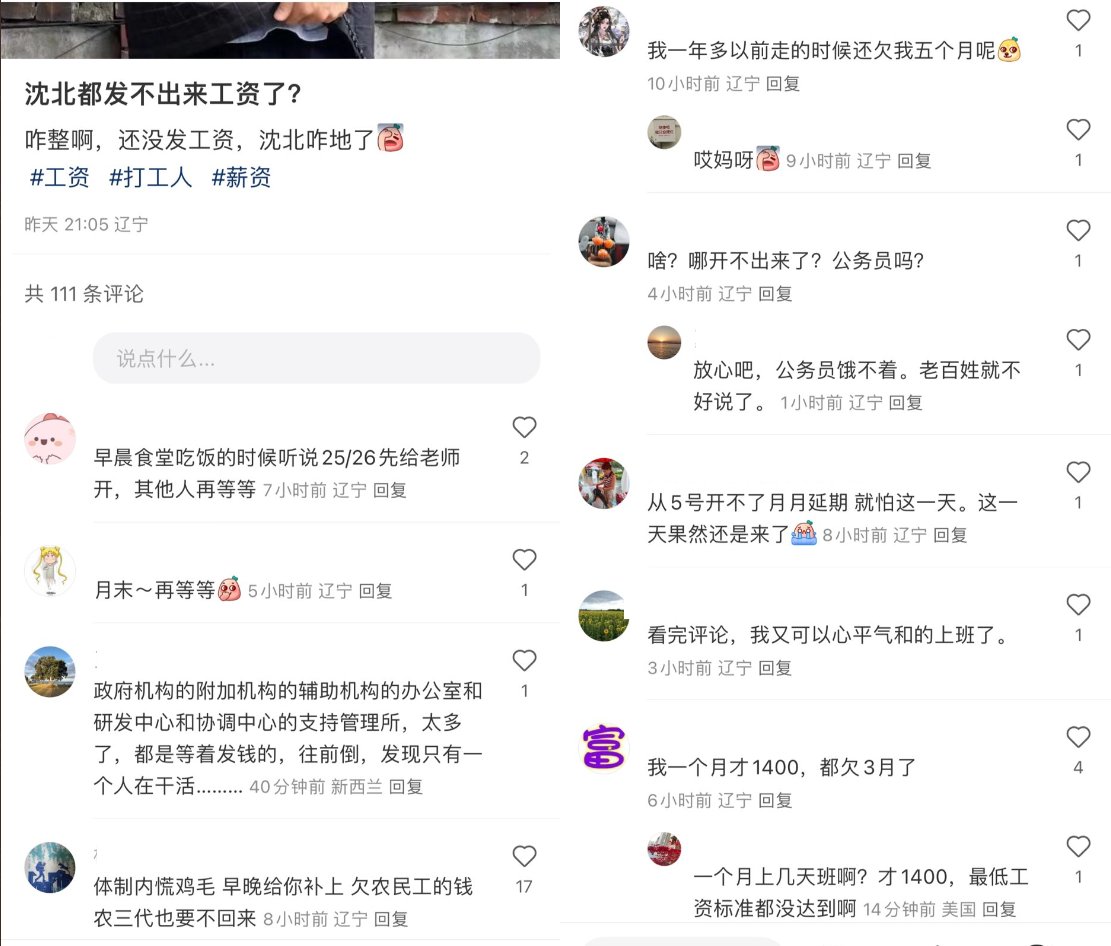 沈北都发不出来工资了?
咋整啊，还没发工资，沈北咋地了
#工资 #打工人 #薪资
昨天 21:05 辽宁
共 111 条评论
说点什么...
早晨食堂吃饭的时候听说25/26先给老师
开，其他人再等等 7小时前 辽宁 回复
2
月末～再等等 5小时前 辽宁 回复
1
政府机构的附加机构的辅助机构的办公室和
研发中心和协调中心的支持管理所，太多
了，都是等着发钱的，往前倒，发现只有一
个人在干活......... 40分钟前 新西兰 回复
1
体制内慌鸡毛 早晚给你补上 欠农民工的钱
农三代也要不回来 8小时前 辽宁 回复
17
我一年多以前走的时候还欠我五个月呢
10小时前 辽宁 回复
1
哎妈呀 9小时前 辽宁 回复
1
啥？哪开不出来了？公务员吗？
4小时前 辽宁 回复
1
放心吧，公务员饿不着。老百姓就不
好说了。 1小时前 辽宁 回复
1
从5号开不了月月延期 就怕这一天。这一
天果然还是来了 8小时前 辽宁 回复
1
看完评论，我又可以心平气和的上班了。
3小时前 辽宁 回复
1
富
我一个月才1400，都欠3月了
6小时前 辽宁 回复
4
一个月上几天班啊？才1400，最低工
资标准都没达到啊 14分钟前 美国 回复
1